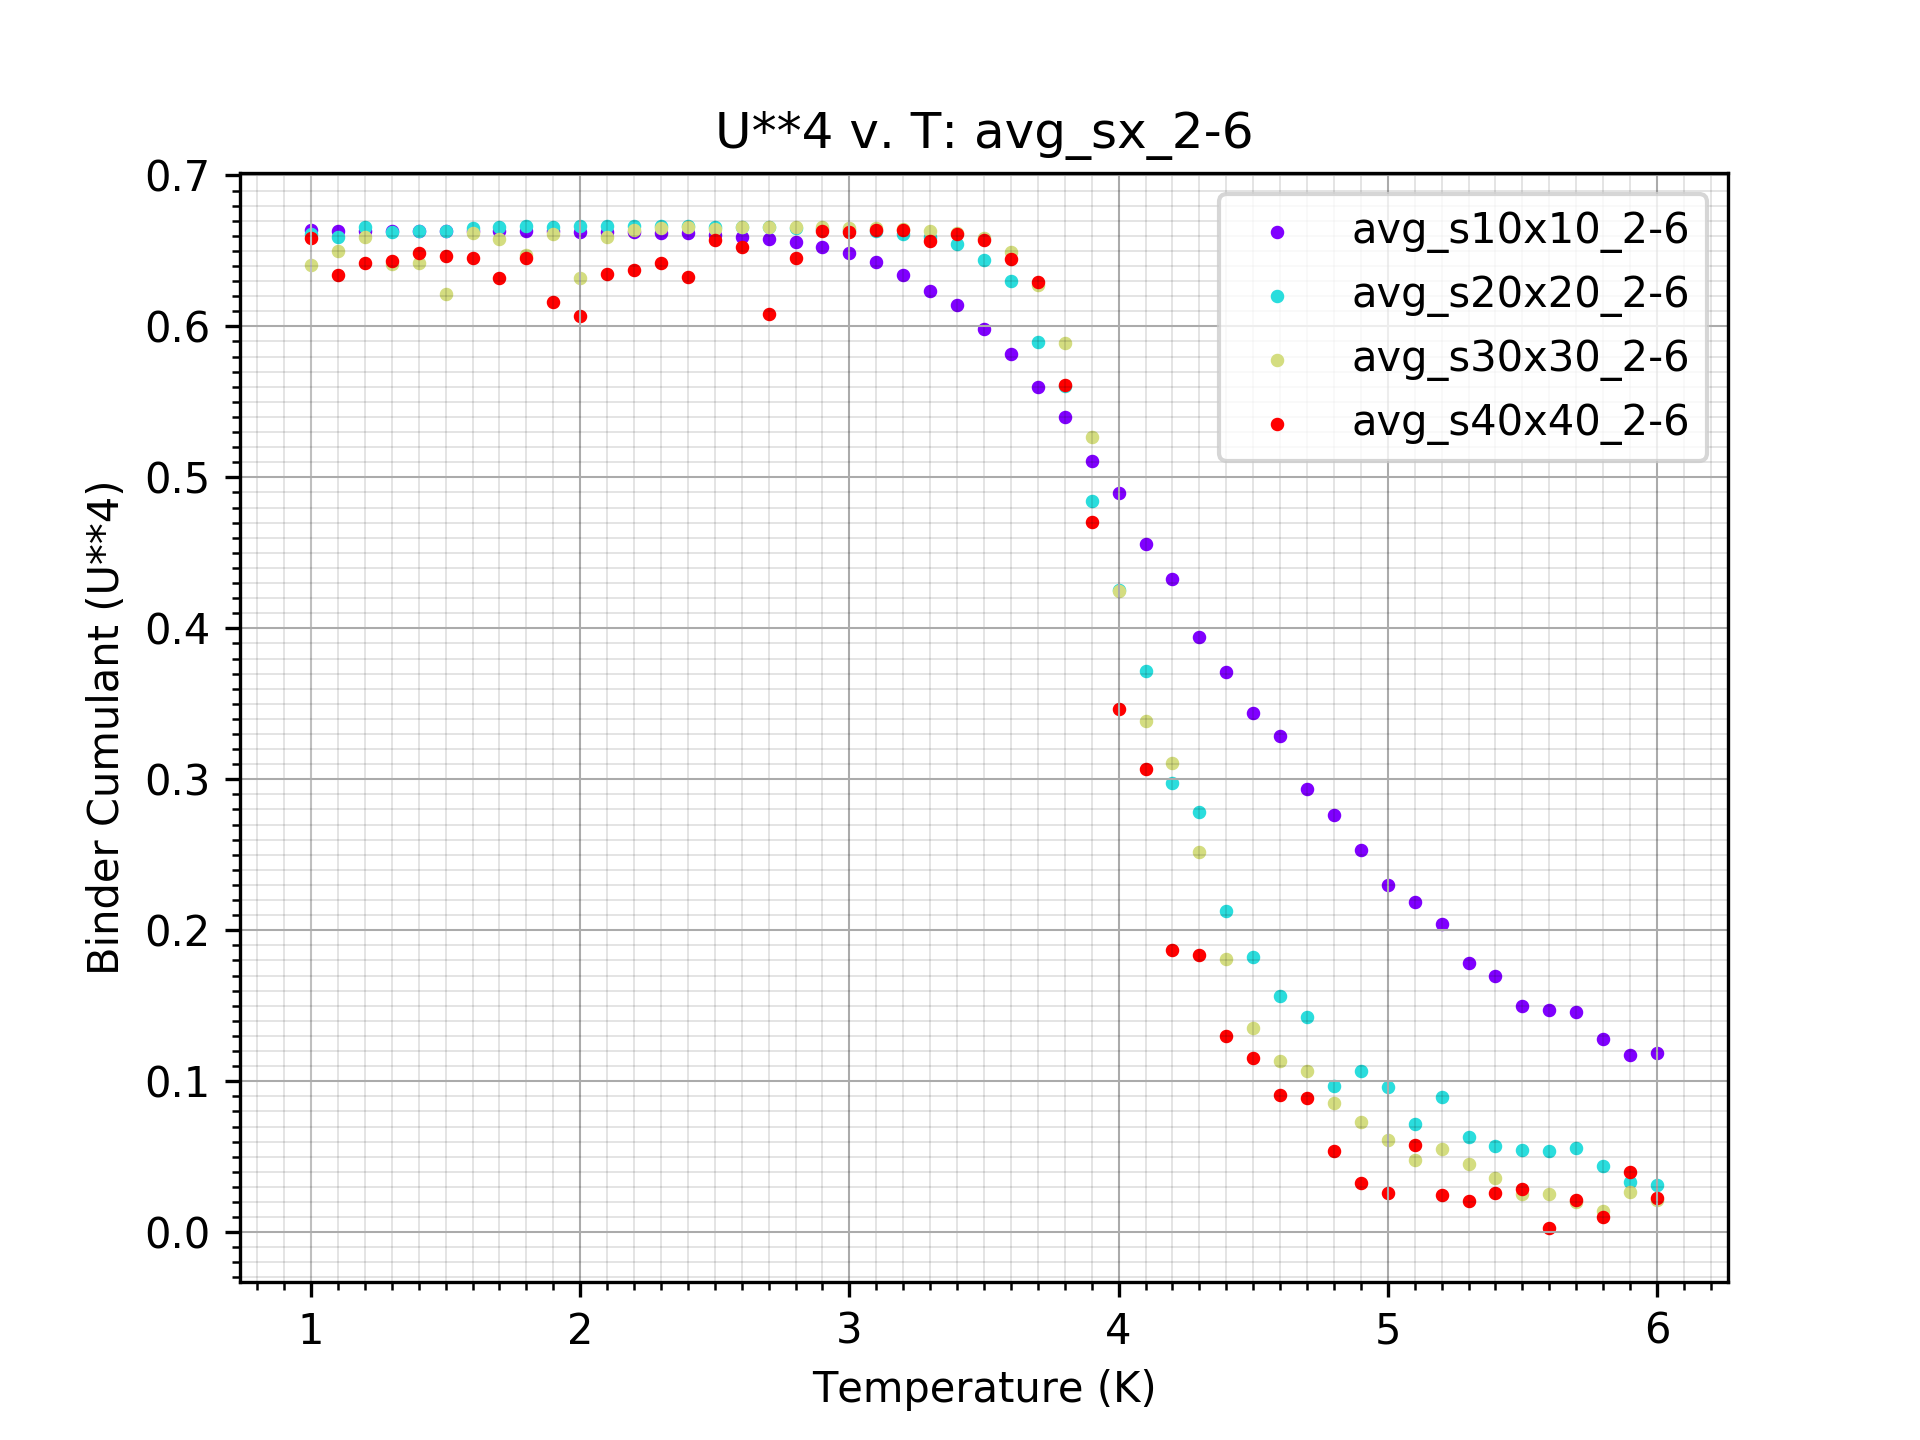 U**4 v. T: avg_sx_2-6
0.7
0.6
0.5
0.4
0.3
0.2
0.1
0.0
Binder Cumulant (U**4)
avg_s10x10_2-6
avg_s20x20_2-6
avg_s30x30_2-6
avg_s40x40_2-6
1 2 3 4 5 6
Temperature (K)